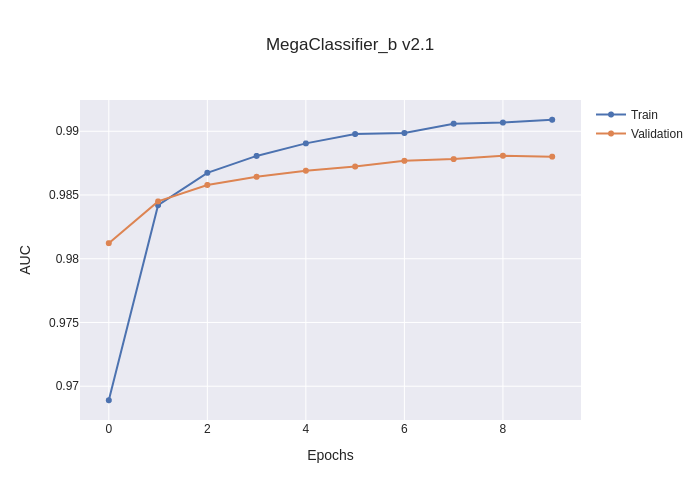 MegaClassifier_b v2.1
Train
Validation
0.99
0.985
0.98
0.975
0.97
AUC
0 2 4 6 8
Epochs